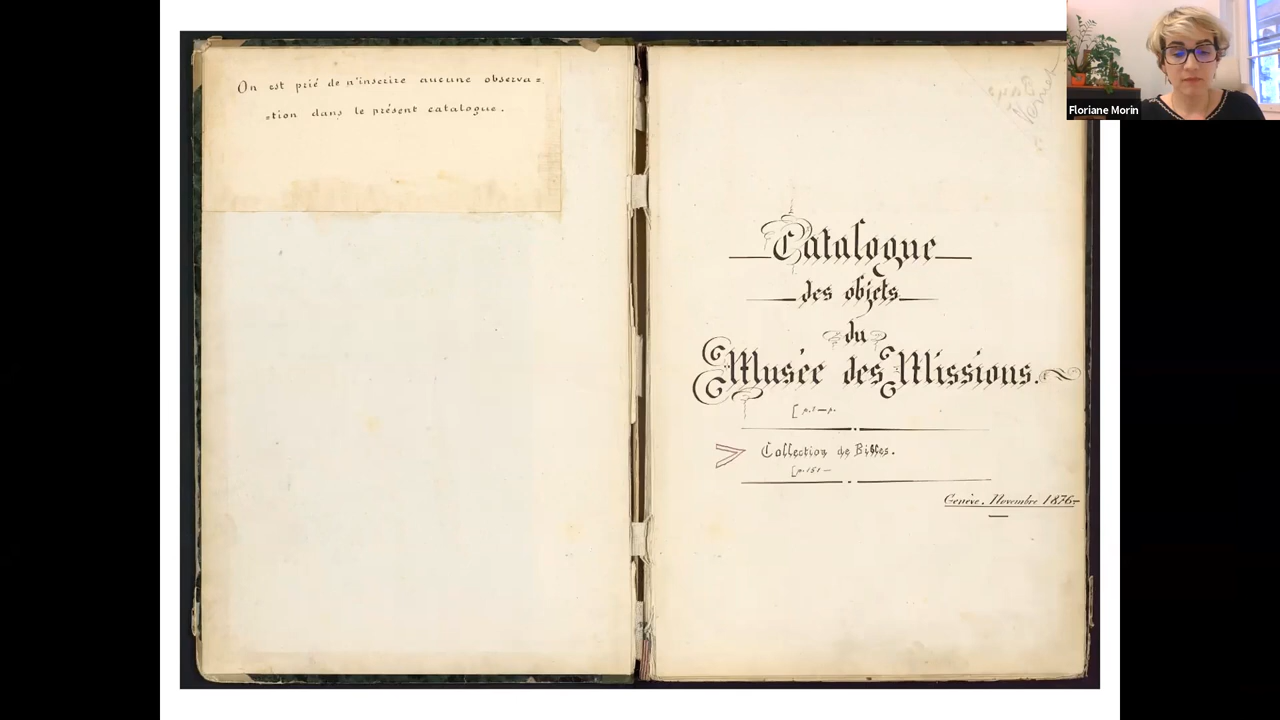 On est prié de n'inscrire aucune observa=
=tion dans le présent catalogue.
Catalogue
des objets
du
Musée des Missions.
Collection de Bibles.
Genève. Novembre 1876
Floriane Morin